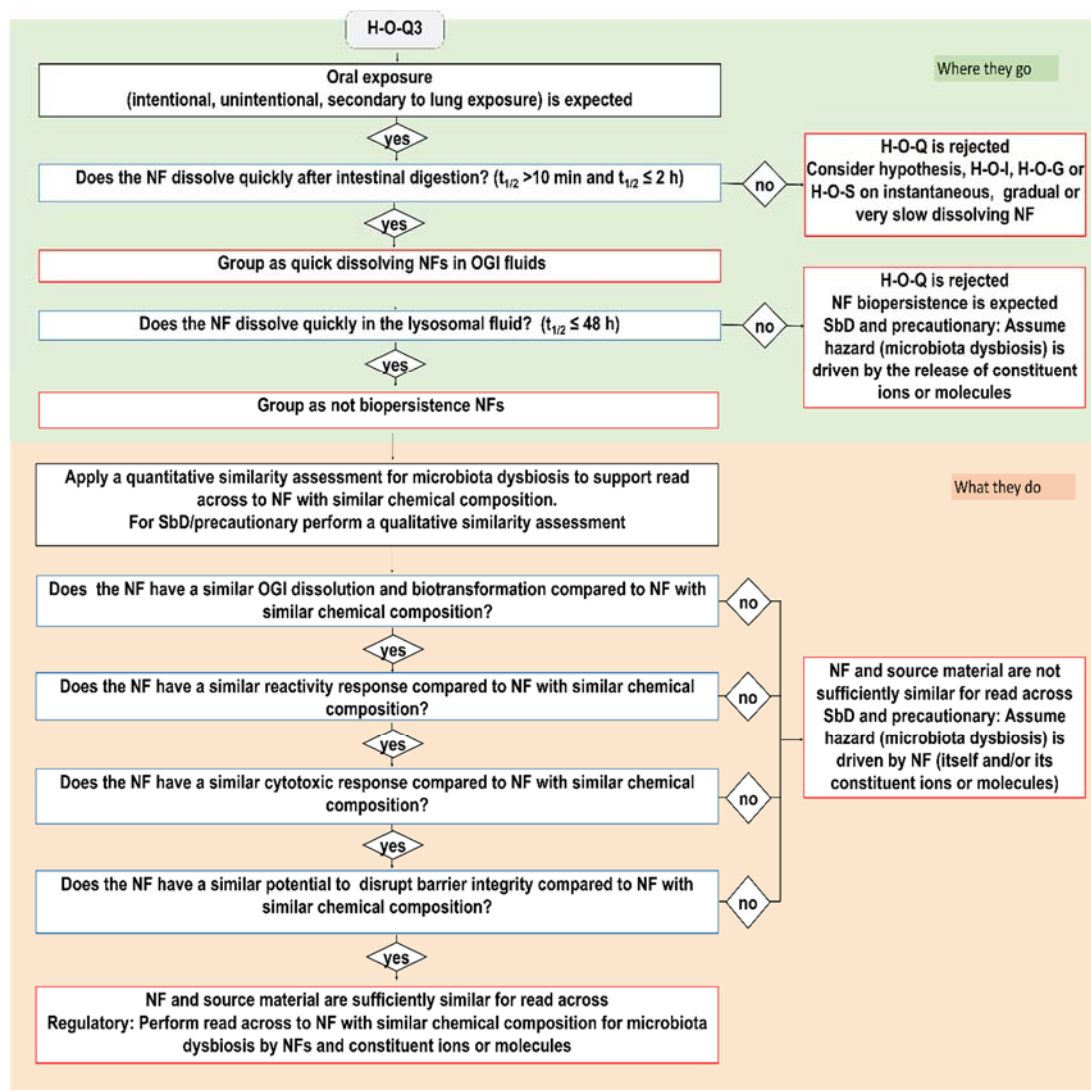 H-O-Q3
Where they go
Oral exposure
(intentional, unintentional, secondary to lung exposure) is expected
yes
Does the NF dissolve quickly after intestinal digestion? (t1/2 >10 min and t1/2 ≤ 2 h)
no
H-O-Q is rejected
Consider hypothesis, H-O-I, H-O-G or
H-O-S on instantaneous, gradual or
very slow dissolving NF
yes
Group as quick dissolving NFs in OGI fluids
Does the NF dissolve quickly in the lysosomal fluid? (t1/2 ≤ 48 h)
no
H-O-Q is rejected
NF biopersistence is expected
SbD and precautionary: Assume
hazard (microbiota dysbiosis) is
driven by the release of constituent
ions or molecules
yes
Group as not biopersistence NFs
What they do
Apply a quantitative similarity assessment for microbiota dysbiosis to support read
across to NF with similar chemical composition.
For SbD/precautionary perform a qualitative similarity assessment
Does the NF have a similar OGI dissolution and biotransformation compared to NF with
similar chemical composition?
no
yes
Does the NF have a similar reactivity response compared to NF with similar chemical
composition?
no
yes
Does the NF have a similar cytotoxic response compared to NF with similar chemical
composition?
no
yes
Does the NF have a similar potential to disrupt barrier integrity compared to NF with
similar chemical composition?
no
NF and source material are not
sufficiently similar for read across
SbD and precautionary: Assume
hazard (microbiota dysbiosis) is
driven by NF (itself and/or its
constituent ions or molecules)
yes
NF and source material are sufficiently similar for read across
Regulatory: Perform read across to NF with similar chemical composition for microbiota
dysbiosis by NFs and constituent ions or molecules